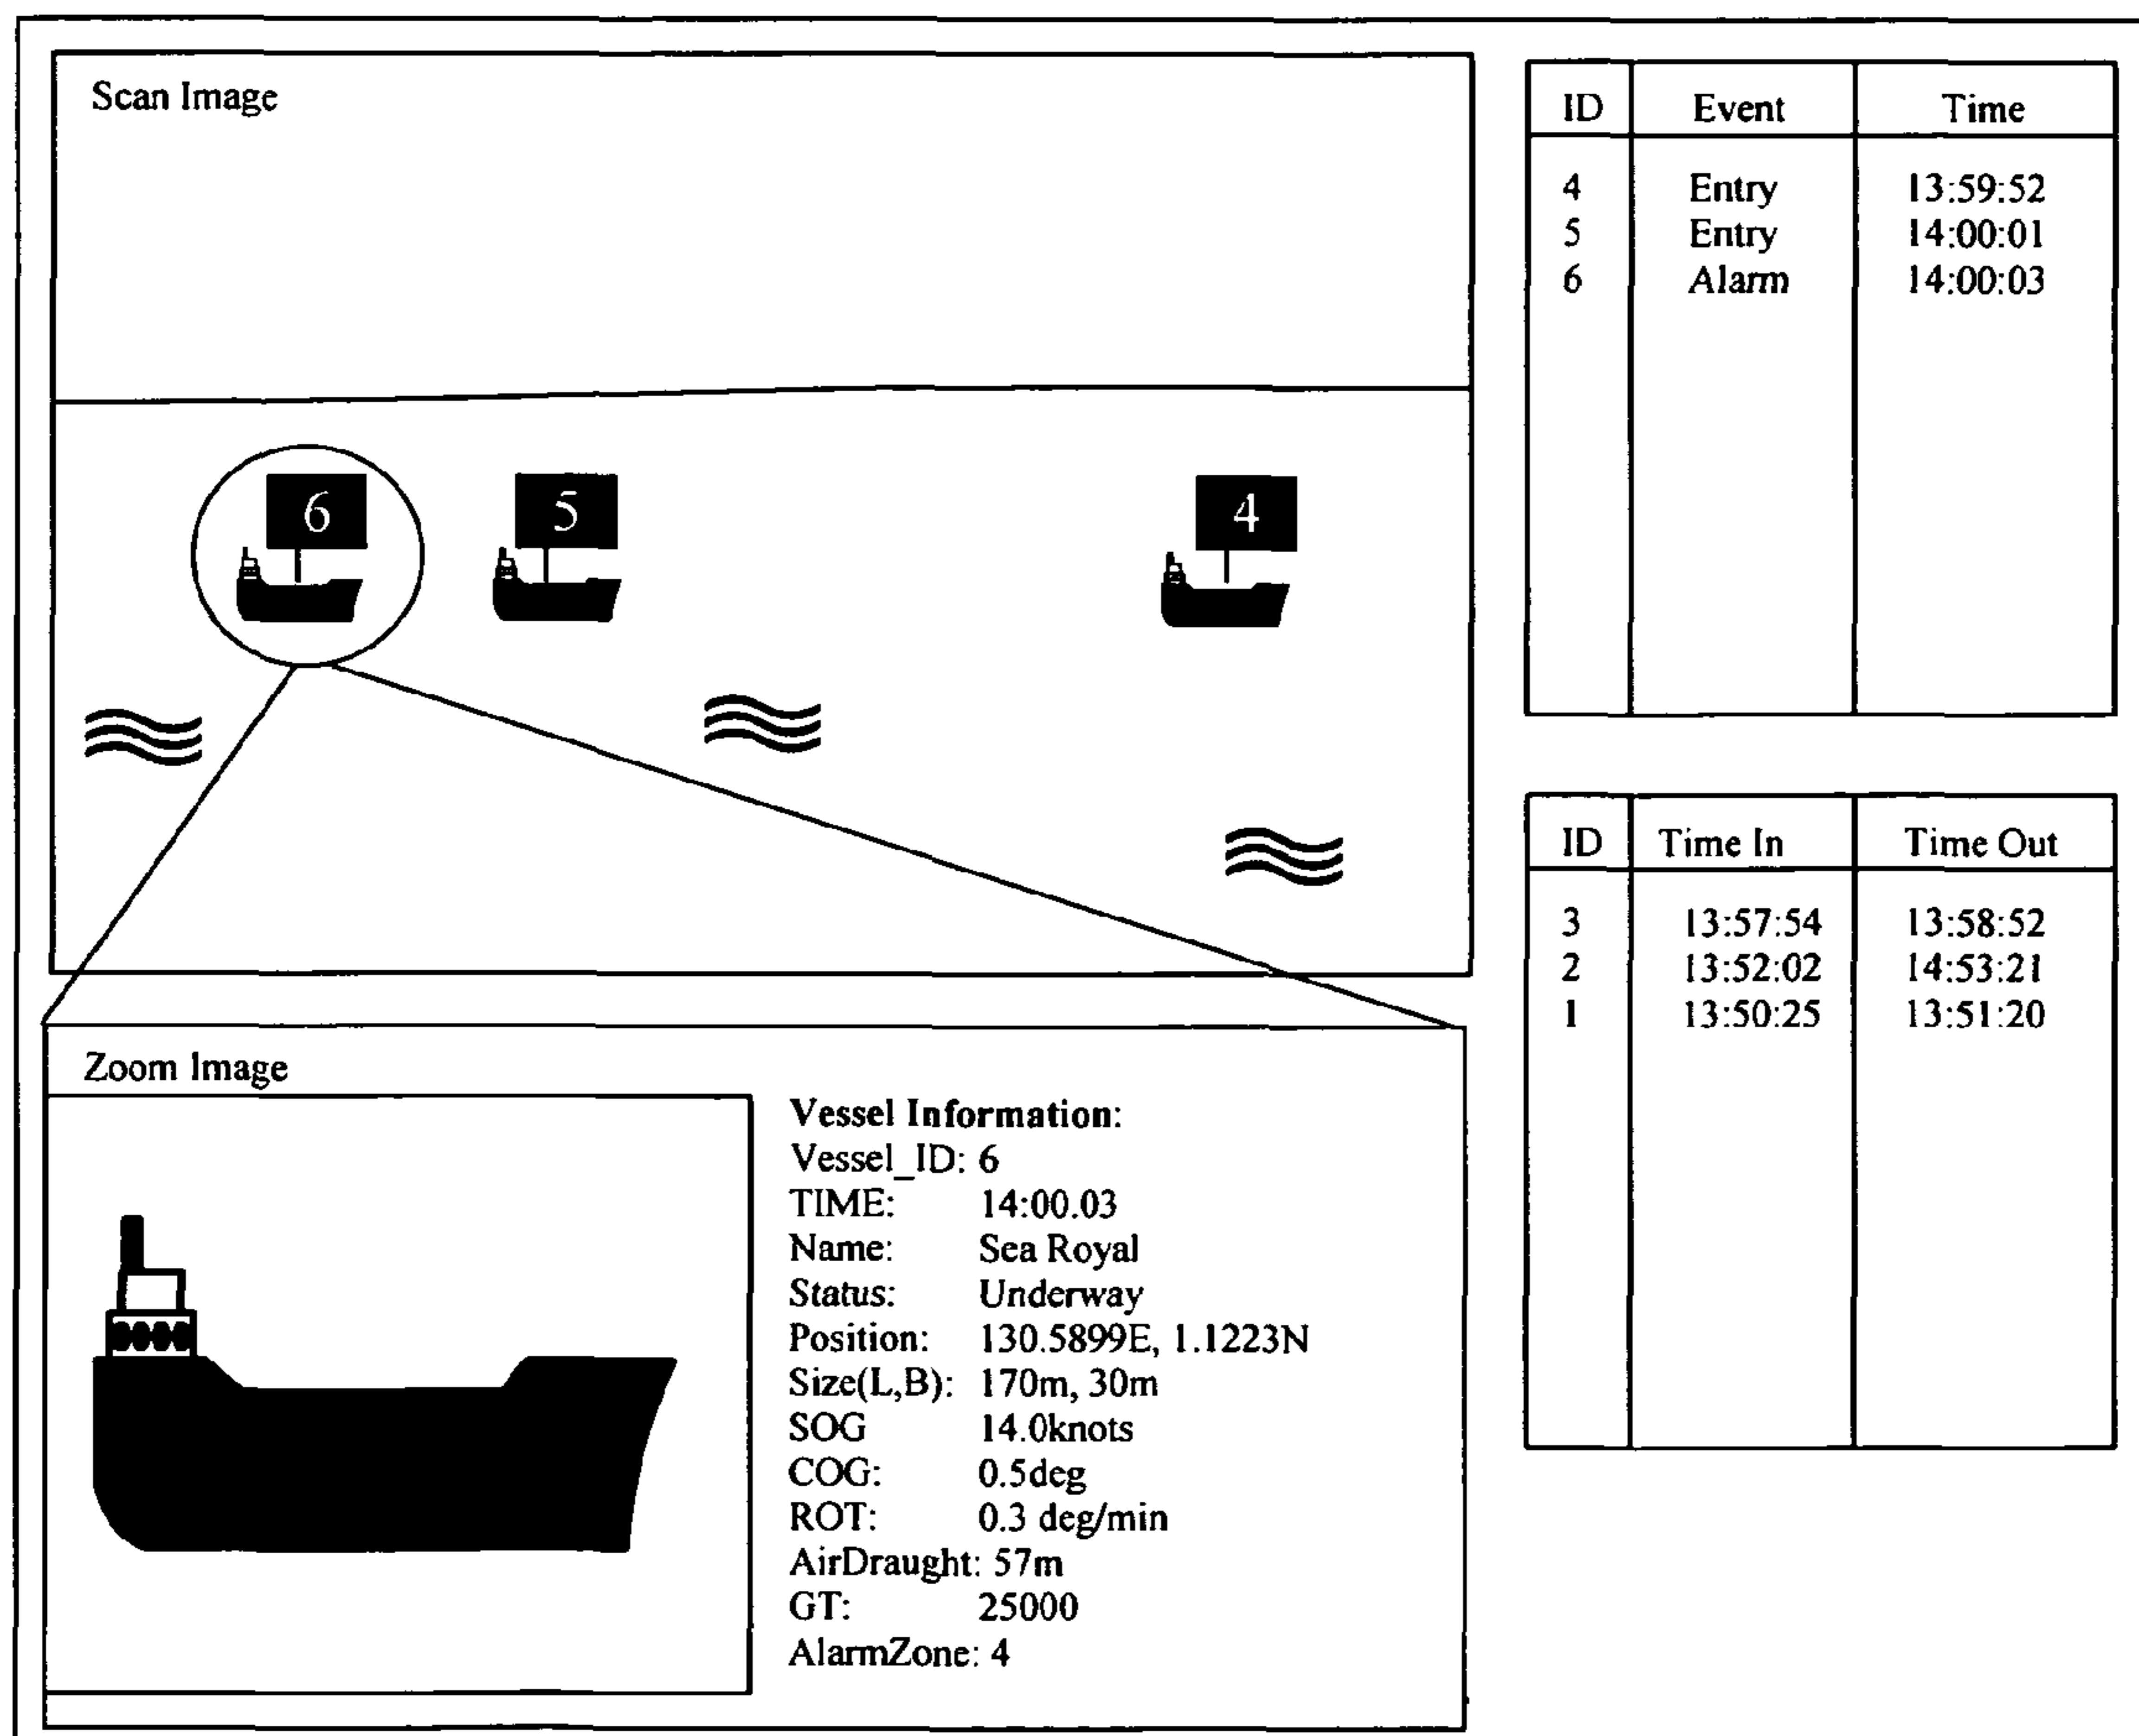 Scan Image
6
5
4
ID Event Time
4 Entry 13:59:52
5 Entry 14:00:01
6 Alarm 14:00:03
ID Time In Time Out
3 13:57:54 13:58:52
2 13:52:02 14:53:21
1 13:50:25 13:51:20
Zoom Image
Vessel Information:
Vessel_ID: 6
TIME: 14:00.03
Name: Sea Royal
Status: Underway
Position: 130.5899E, 1.1223N
Size(L,B): 170m, 30m
SOG 14.0knots
COG: 0.5deg
ROT: 0.3 deg/min
AirDraught: 57m
GT: 25000
AlarmZone: 4